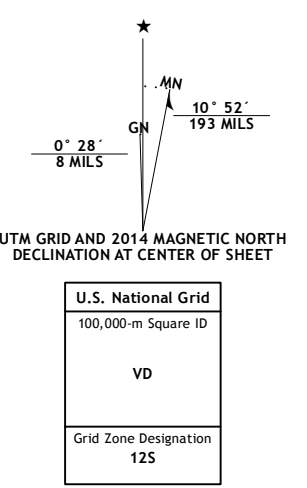 ★
MN
10° 52´
193 MILS
GN
0° 28´
8 MILS
UTM GRID AND 2014 MAGNETIC NORTH
DECLINATION AT CENTER OF SHEET
U.S. National Grid
100,000-m Square ID
VD
Grid Zone Designation
12S